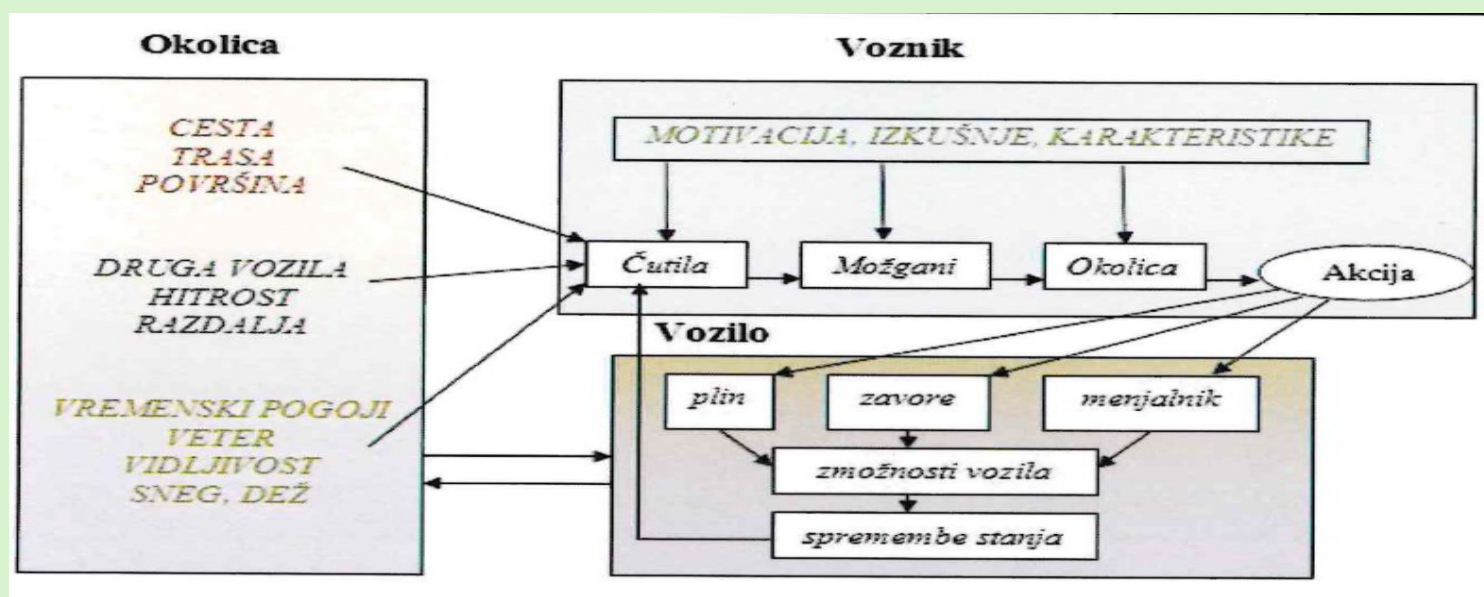 Okolica
CESTA
TRASA
POVRŠINA
DRUGA VOZILA
HITROST
RAZDALJA
VREMENSKI POGOJI
VETER
VIDLJIVOST
SNEG, DEŽ
Voznik
MOTIVACIJA, IZKUŠNJE, KARAKTERISTIKE
Čutila
Možgani
Okolica
Akcija
Vozilo
plin
zavore
menjalnik
zmožnosti vozila
spremembe stanja